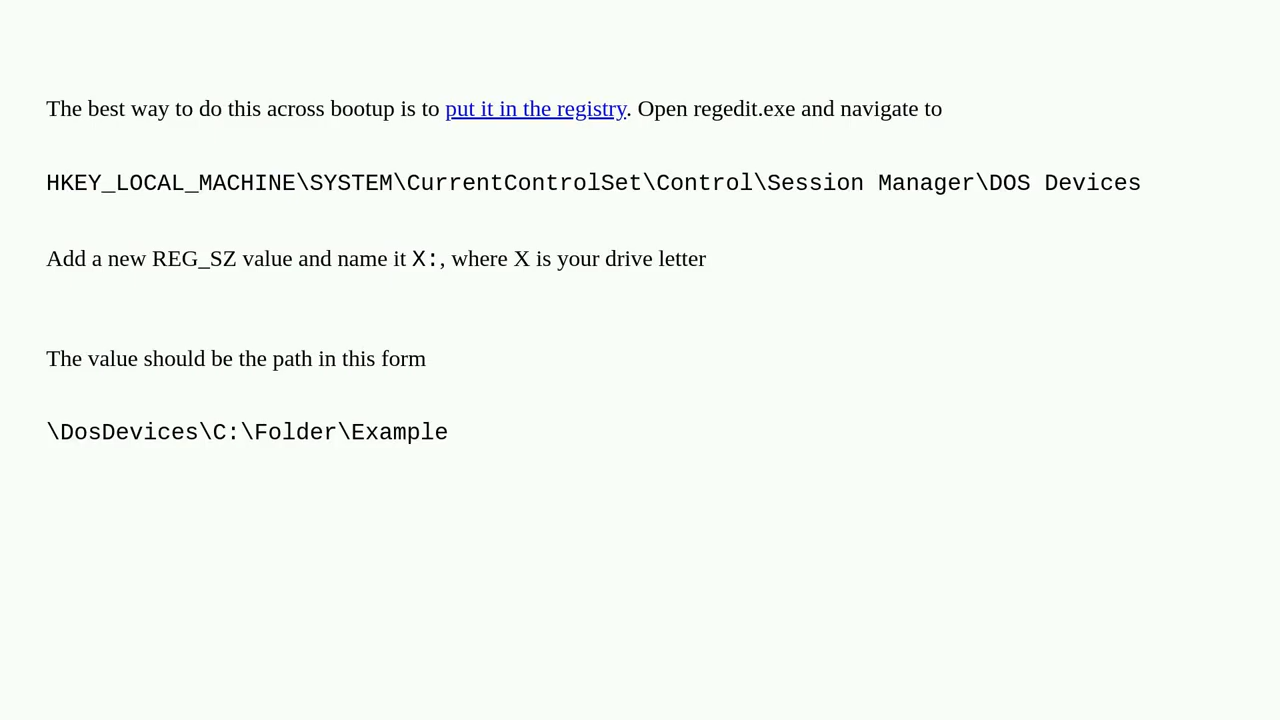 The best way to do this across bootup is to put it in the registry. Open regedit.exe and navigate to
HKEY_LOCAL_MACHINE\SYSTEM\CurrentControlSet\Control\Session Manager\DOS Devices
Add a new REG_SZ value and name it X:, where X is your drive letter
The value should be the path in this form
\DosDevices\C:\Folder\Example